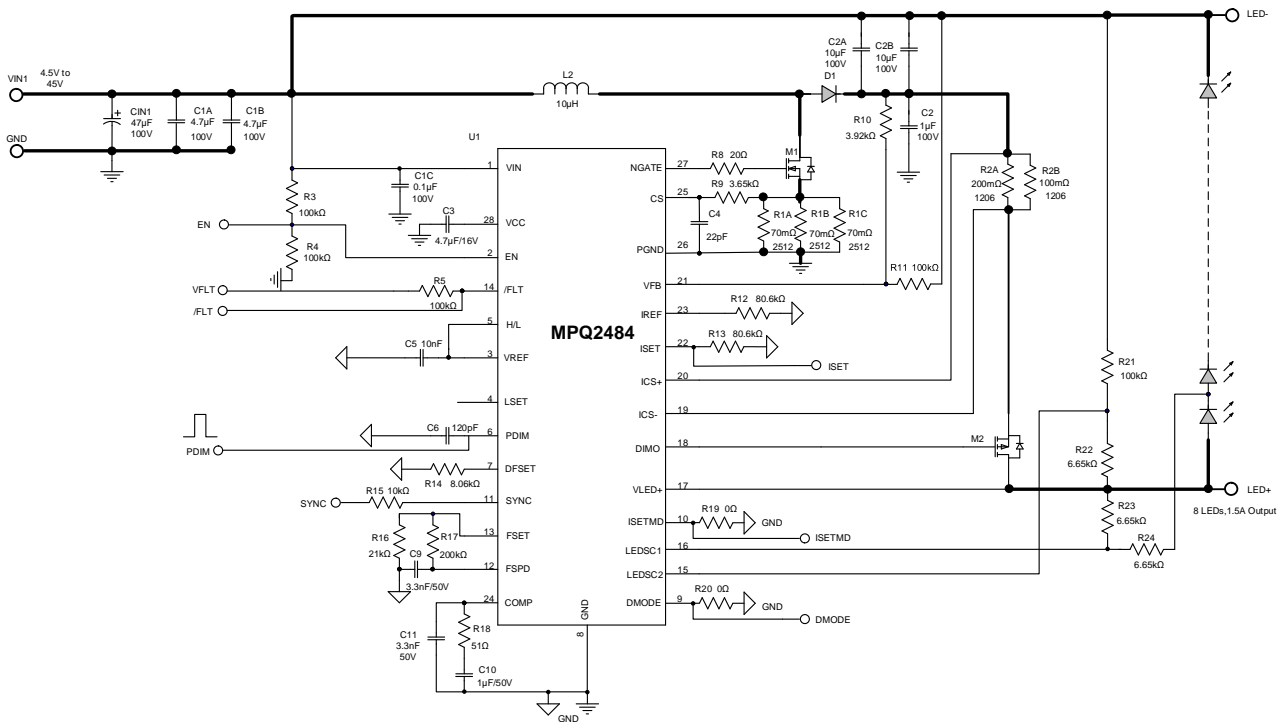 LED-
C2A
10µF
100V
C2B
10µF
100V
VIN1
4.5V to
45V
L2
10µH
D1
CIN1
47µF
100V
C1A
4.7µF
100V
C1B
4.7µF
100V
GND
R10
3.92kΩ
C2
1µF
100V
U1
1
VIN
NGATE
27
R8 20Ω
M1
C1C
0.1µF
100V
R2A
200mΩ
1206
R2B
100mΩ
1206
R3
100kΩ
CS
25
R9 3.65kΩ
C3
4.7µF/16V
28
VCC
C4
22pF
R1A
70mΩ
2512
R1B
70mΩ
2512
R1C
70mΩ
2512
EN
R4
100kΩ
2
EN
PGND
26
VFLT
R5
100kΩ
14
/FLT
VFB
21
R11 100kΩ
/FLT
IREF
23
R12 80.6kΩ
5
H/L
MPQ2484
C5 10nF
3
VREF
ISET
22
R13 80.6kΩ
ISET
ICS+
20
R21
100kΩ
4
LSET
ICS-
19
C6
120pF
6
PDIM
PDIM
DIMO
18
M2
R22
6.65kΩ
7
DFSET
R14 8.06kΩ
VLED+
17
LED+
SYNC
R15 10kΩ
11
SYNC
8 LEDs,1.5A Output
ISETMD
10
R19 0Ω
GND
ISETMD
R23
6.65kΩ
R16
21kΩ
R17
200kΩ
13
FSET
LEDSC1
16
R24
6.65kΩ
C9
3.3nF/50V
12
FSPD
LEDSC2
15
24
COMP
GND
8
DMODE
9
R20 0Ω
GND
DMODE
C11
3.3nF
50V
R18
51Ω
C10
1µF/50V
GND